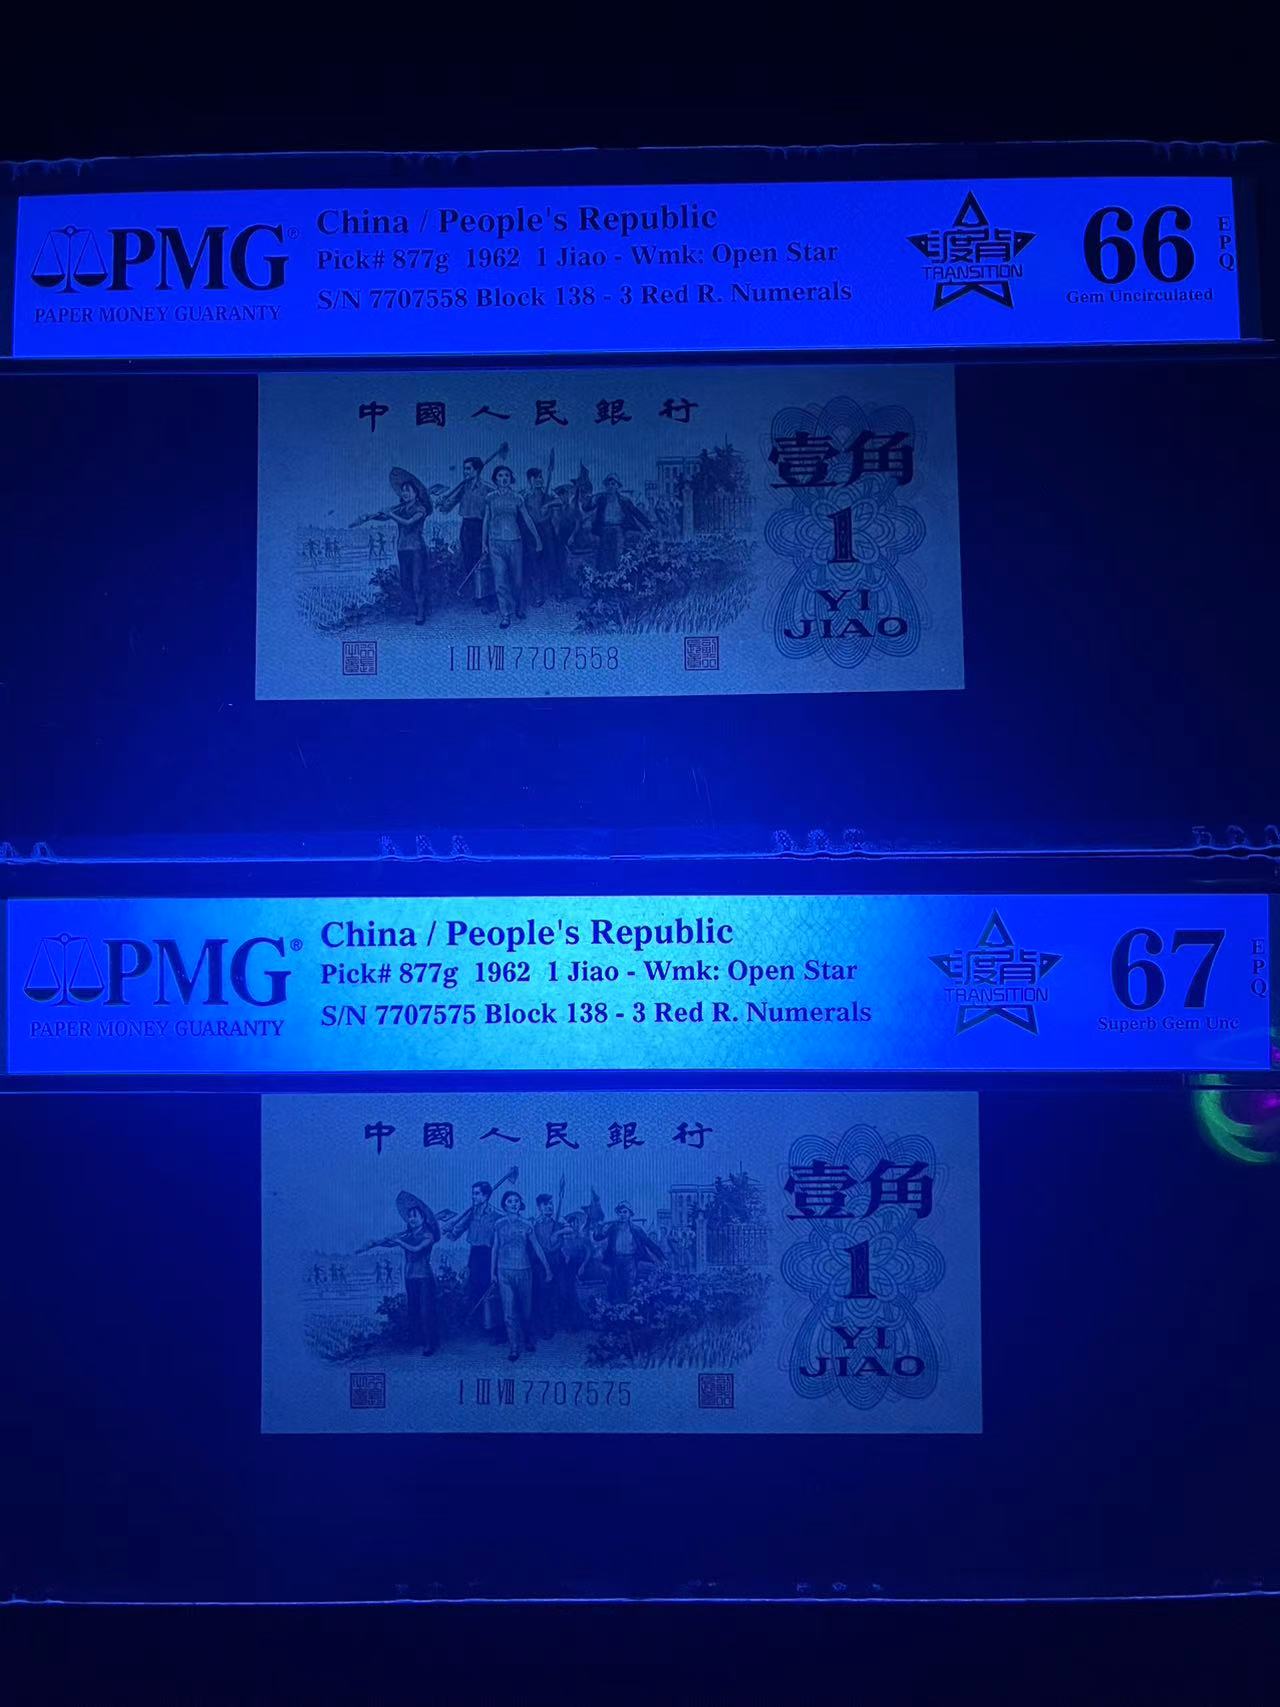 PMG®
PAPER MONEY GUARANTY
China / People's Republic
Pick# 877g 1962 1 Jiao - Wmk: Open Star
S/N 7707558 Block 138 - 3 Red R. Numerals
渡背
TRANSITION
66
EPQ
Gem Uncirculated
中國人民銀行
壹角
1
YI
JIAO
I III VIII 7707558
PMG®
PAPER MONEY GUARANTY
China / People's Republic
Pick# 877g 1962 1 Jiao - Wmk: Open Star
S/N 7707575 Block 138 - 3 Red R. Numerals
渡背
TRANSITION
67
EPQ
Superb Gem Unc
中國人民銀行
壹角
1
YI
JIAO
I III VIII 7707575